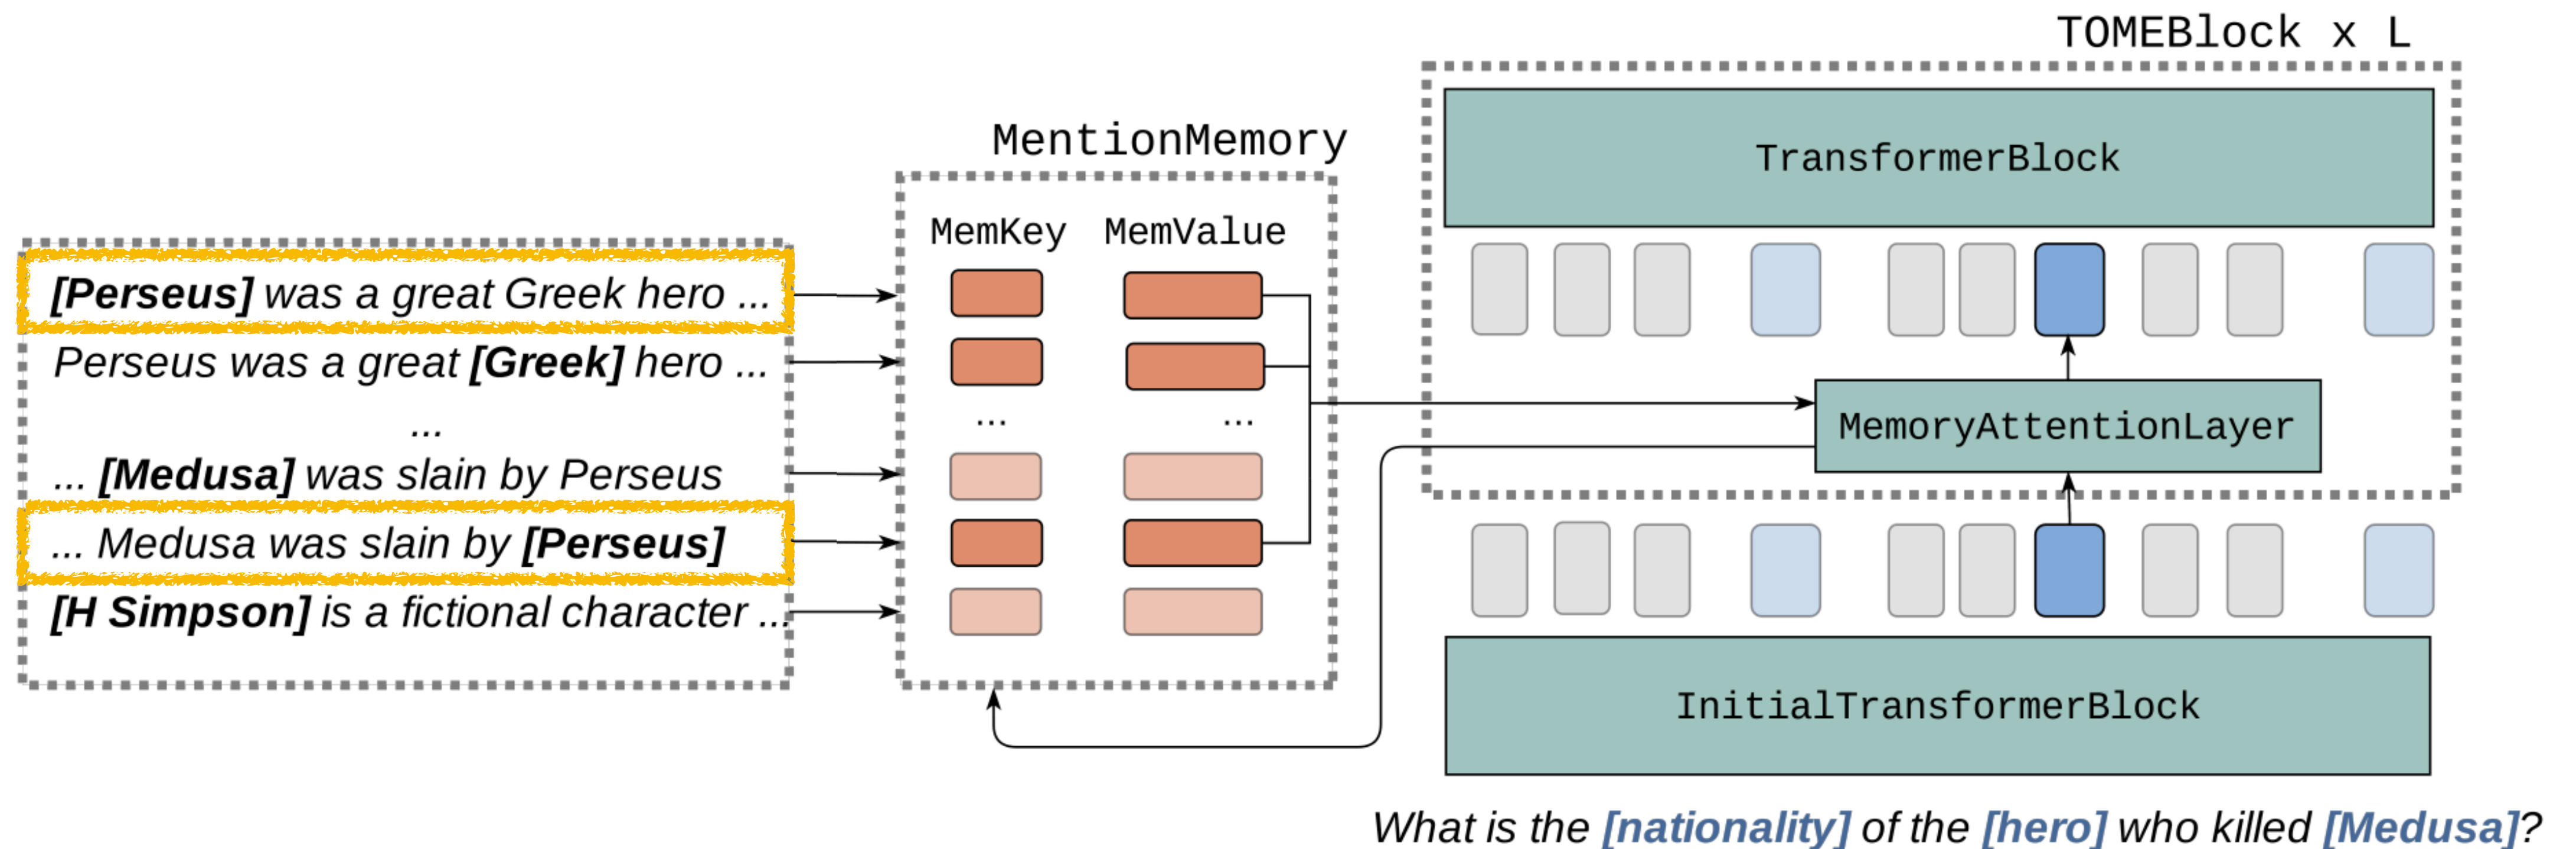 TOMEBlock x L
TransformerBlock
MentionMemory
MemKey MemValue
[Perseus] was a great Greek hero ...
Perseus was a great [Greek] hero ...
...
... [Medusa] was slain by Perseus
... Medusa was slain by [Perseus]
[H Simpson] is a fictional character ...
... ...
MemoryAttentionLayer
InitialTransformerBlock
What is the [nationality] of the [hero] who killed [Medusa]?